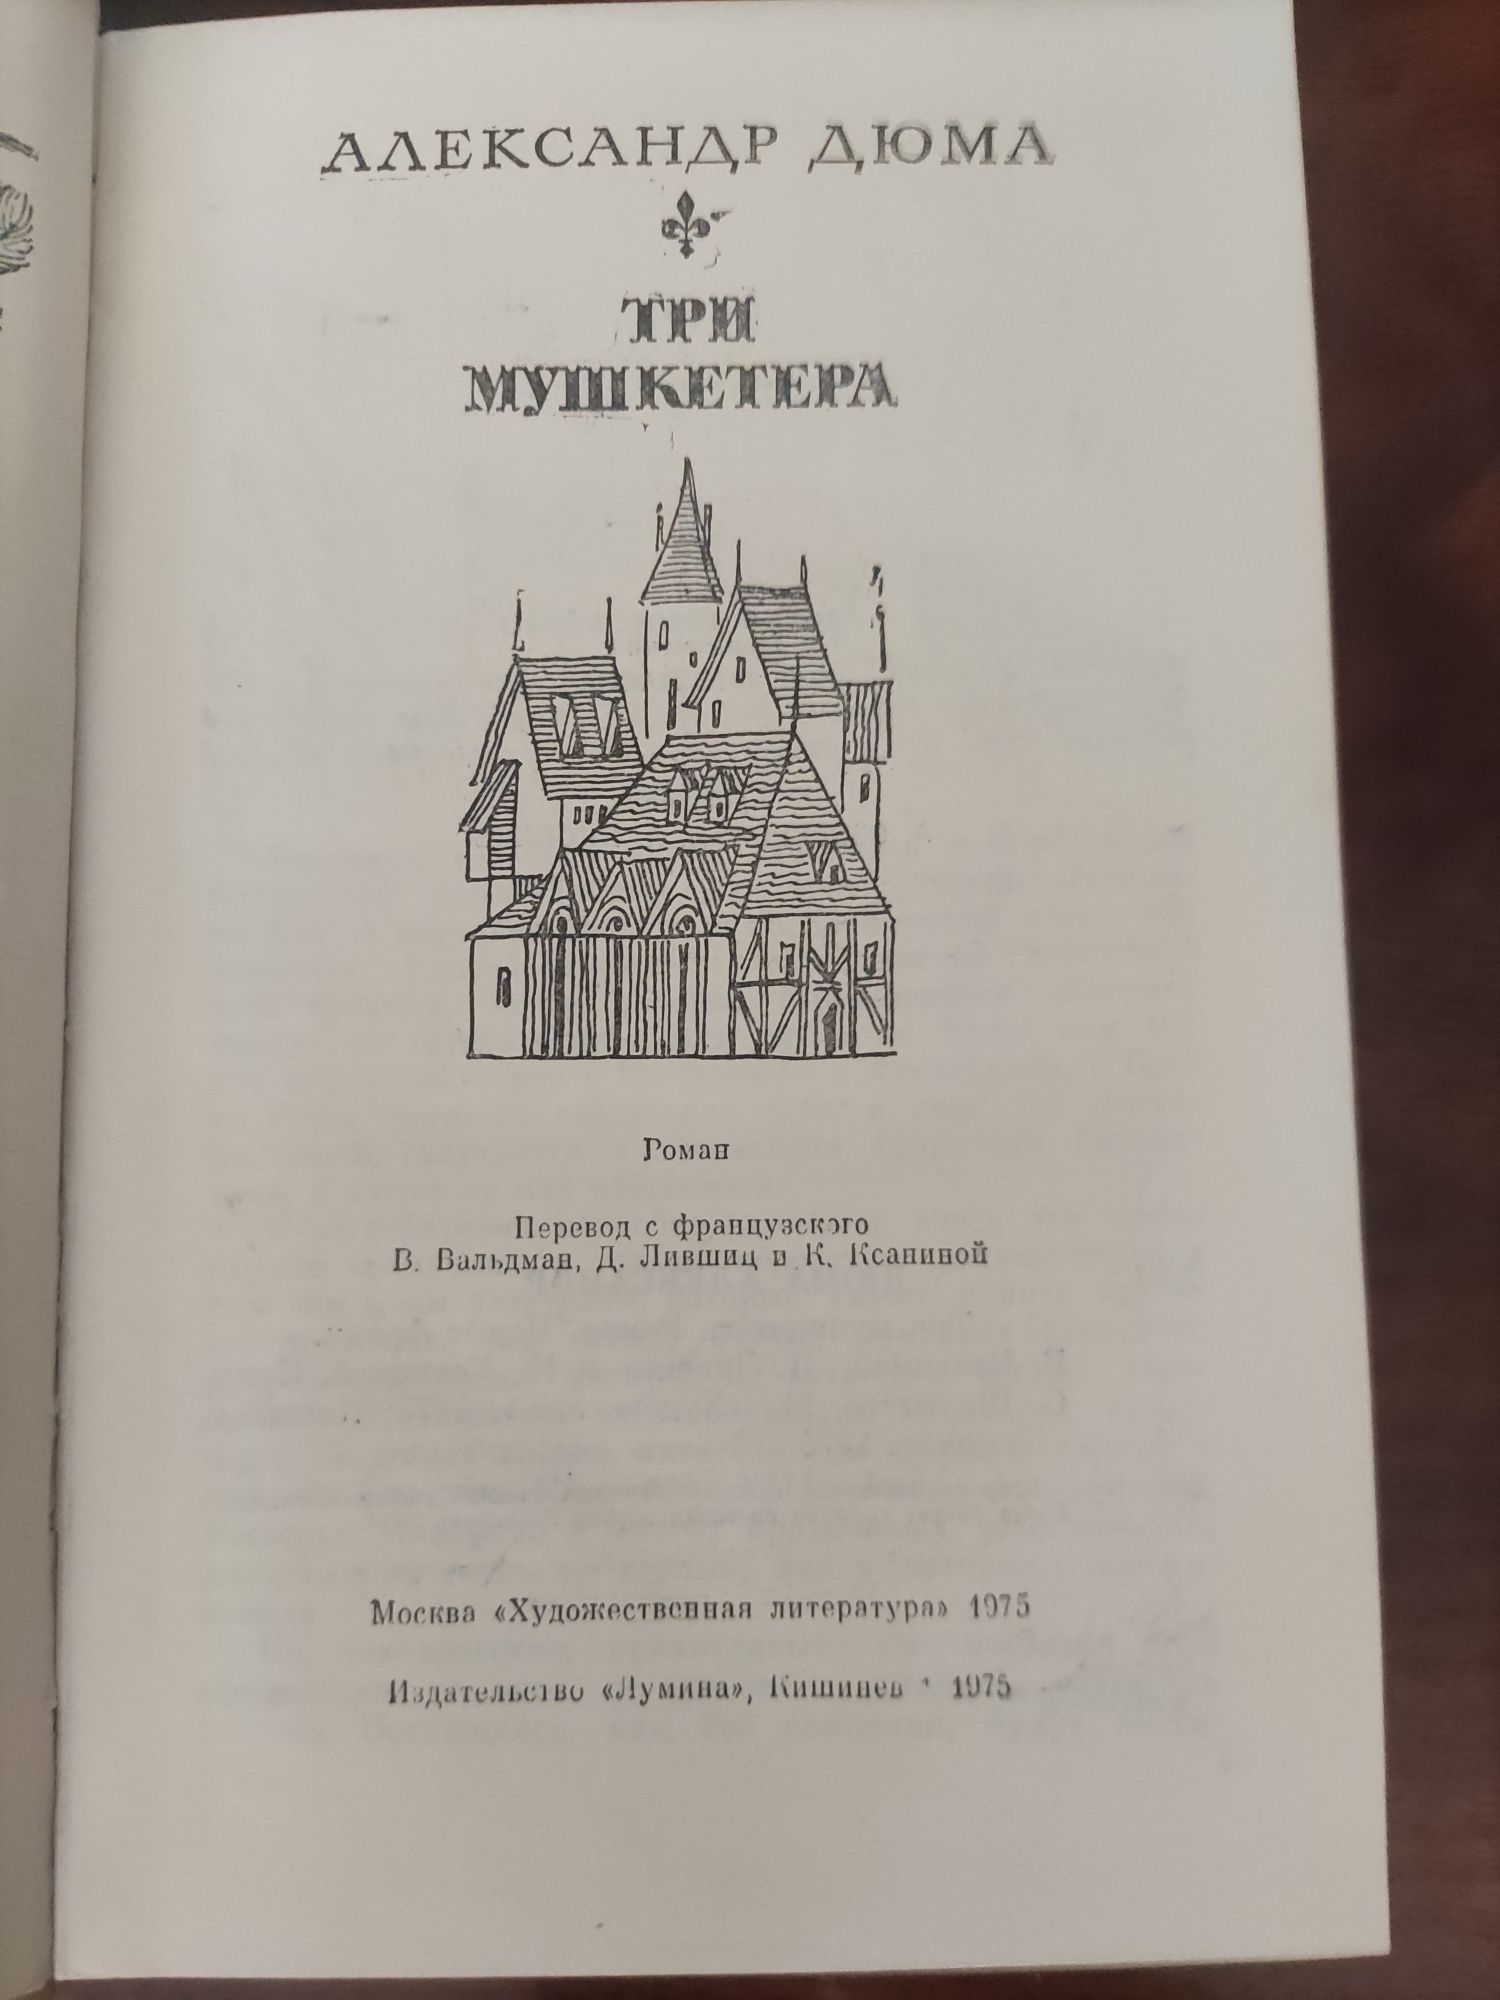 АЛЕКСАНДР ДЮМА
ТРИ
МУШКЕТЕРА
Роман
Перевод с французского
В. Вальдман, Д. Лившиц и К. Ксаниной
Москва «Художественная литература» 1975
Издательство «Лумина», Кишинев * 1975